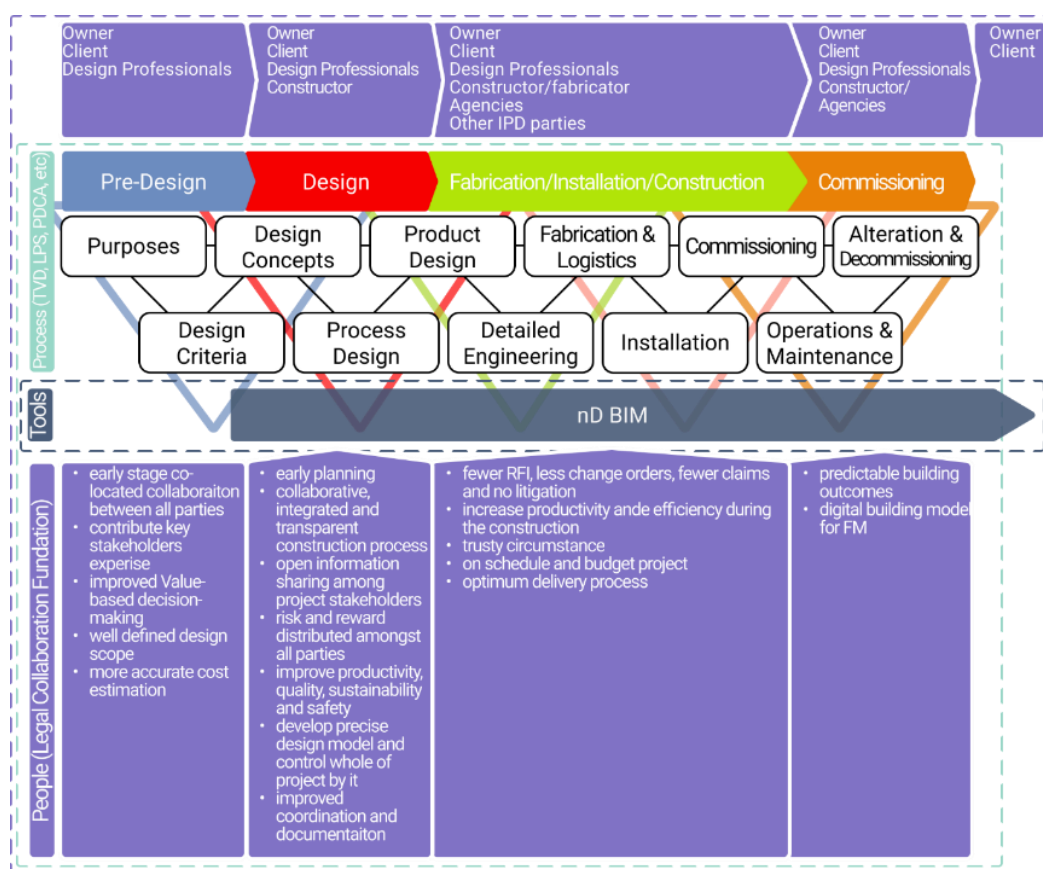 Owner
Client
Design Professionals
Owner
Client
Design Professionals
Constructor
Owner
Client
Design Professionals
Constructor/fabricator
Agencies
Other IPD parties
Owner
Client
Design Professionals
Constructor/
Agencies
Owner
Client
Process (TVD, LPS, PDCA, etc)
Pre-Design
Design
Fabrication/Installation/Construction
Commissioning
Purposes
Design
Concepts
Product
Design
Fabrication &
Logistics
Commissioning
Alteration &
Decommissioning
Design
Criteria
Process
Design
Detailed
Engineering
Installation
Operations &
Maintenance
Tools
nD BIM
People (Legal Collaboration Foundation)
• early stage co-
located collaboraiton
between all parties
• contribute key
stakeholders
experise
• improved Value-
based decision-
making
• well defined design
scope
• more accurate cost
estimation
• early planning
• collaborative,
integrated and
transparent
construction process
• open information
sharing among
project stakeholders
• risk and reward
distributed amongst
all parties
• improve productivity,
quality, sustainability
and safety
• develop precise
design model and
control whole of
project by it
• improved
coordination and
documentaiton
• fewer RFI, less change orders, fewer claims
and no litigation
• increase productivity ande efficiency during
the construction
• trusty circumstance
• on schedule and budget project
• optimum delivery process
• predictable building
outcomes
• digital building model
for FM